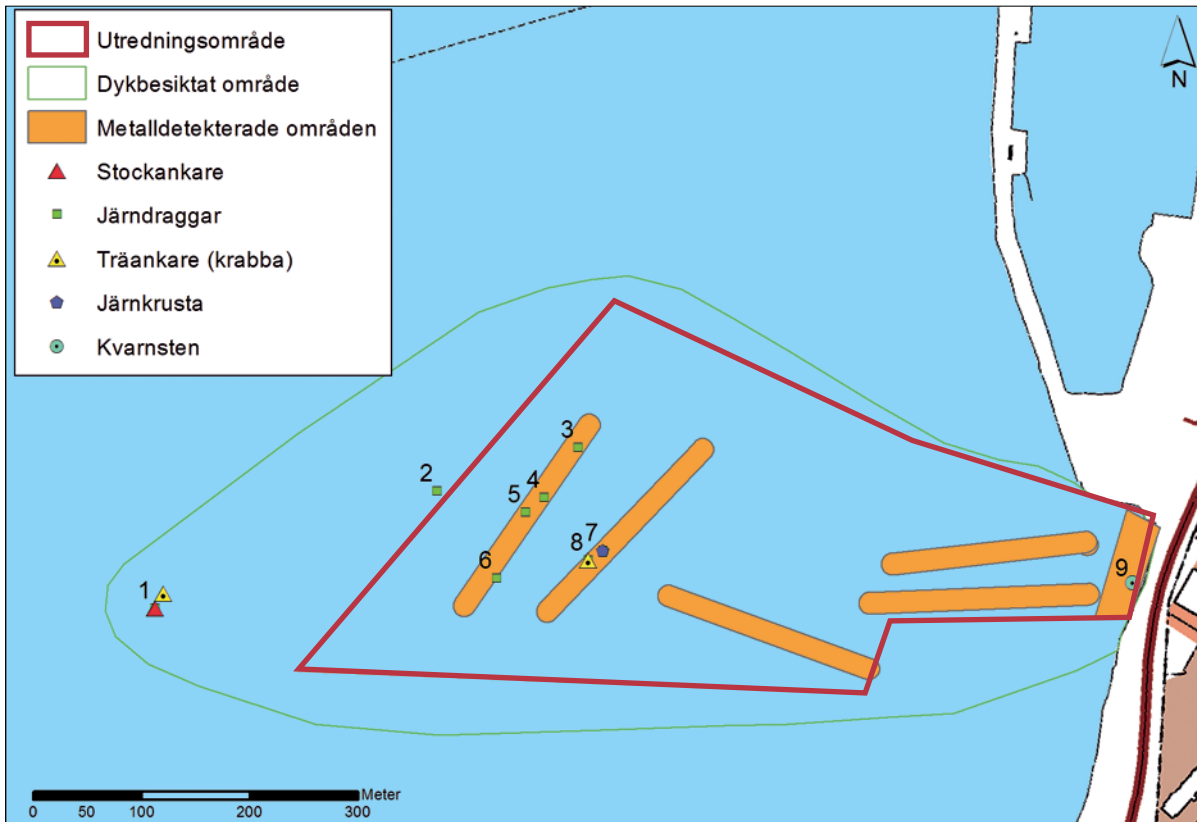 Utredningsområde
Dykbesiktat område
Metalldetekterade områden
Stockankare
Järndraggar
Träankare (krabba)
Järnkrusta
Kvarnsten
N
3
2
4
5
7
8
6
9
1
Meter
0 50 100 200 300